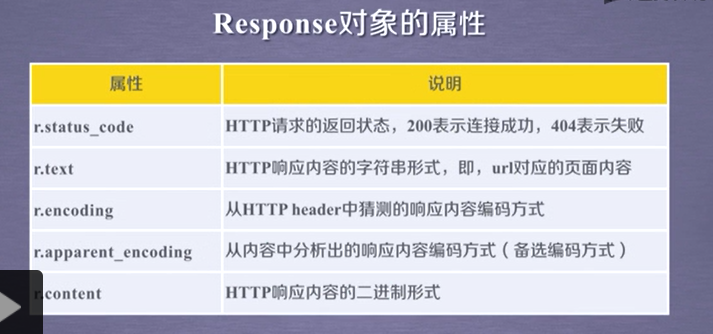 Response对象的属性
属性 说明
r.status_code HTTP请求的返回状态，200表示连接成功，404表示失败
r.text HTTP响应内容的字符串形式，即，url对应的页面内容
r.encoding 从HTTP header中猜测的响应内容编码方式
r.apparent_encoding 从内容中分析出的响应内容编码方式（备选编码方式）
r.content HTTP响应内容的二进制形式